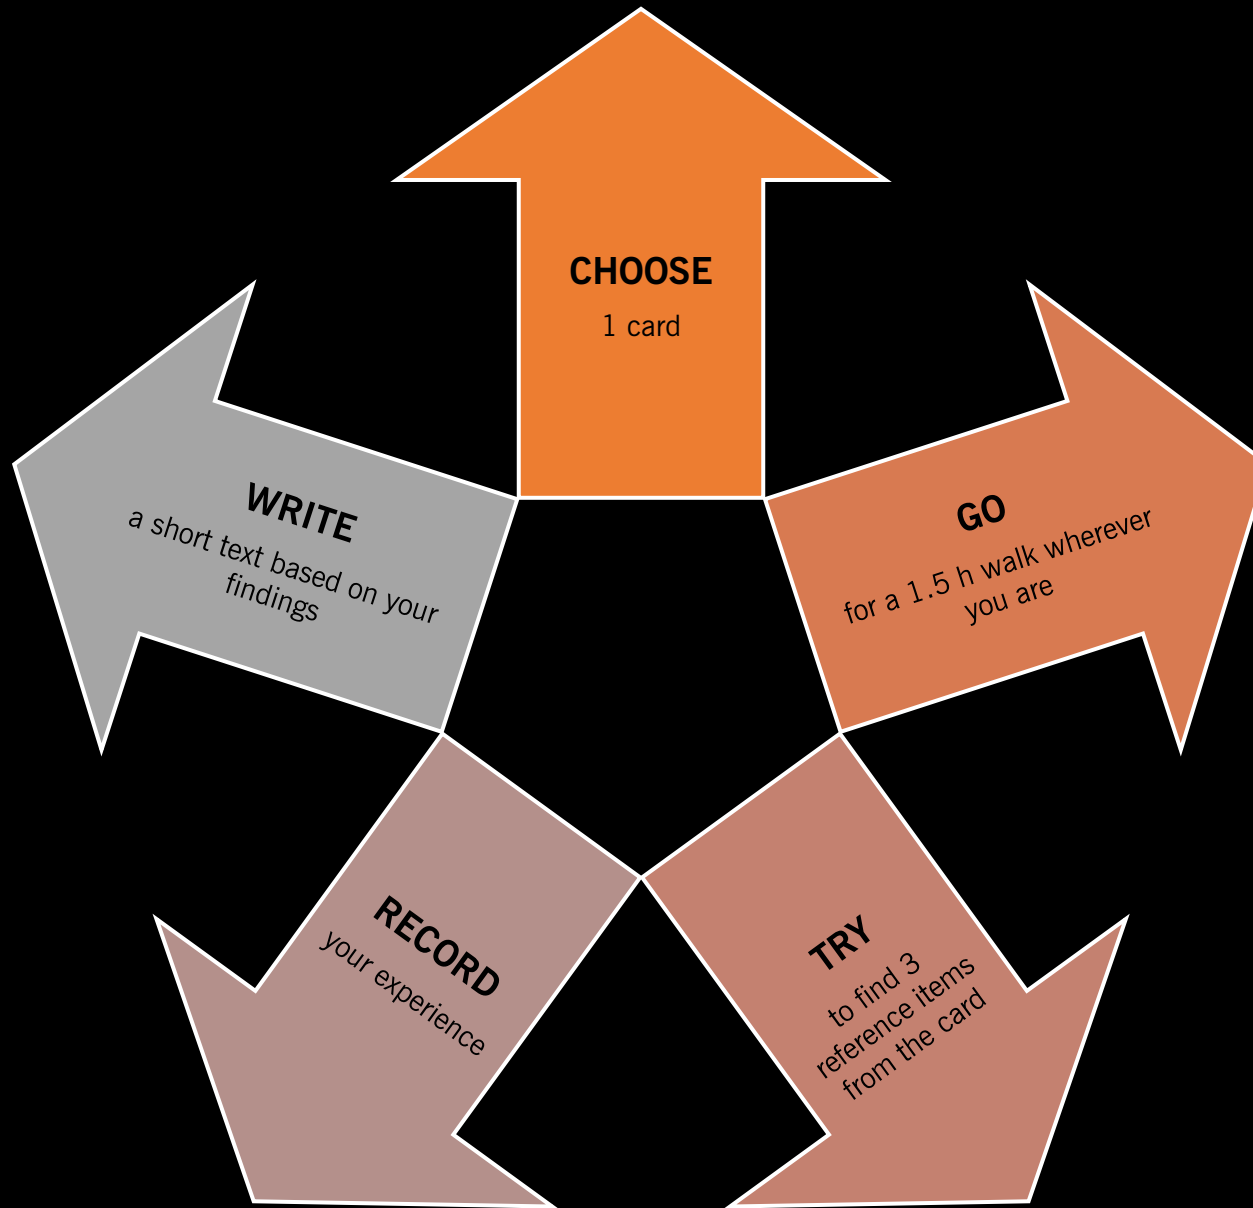 CHOOSE
1 card
GO
for a 1.5 h walk wherever
you are
TRY
to find 3
reference items
from the card
RECORD
your experience
WRITE
a short text based on your
findings